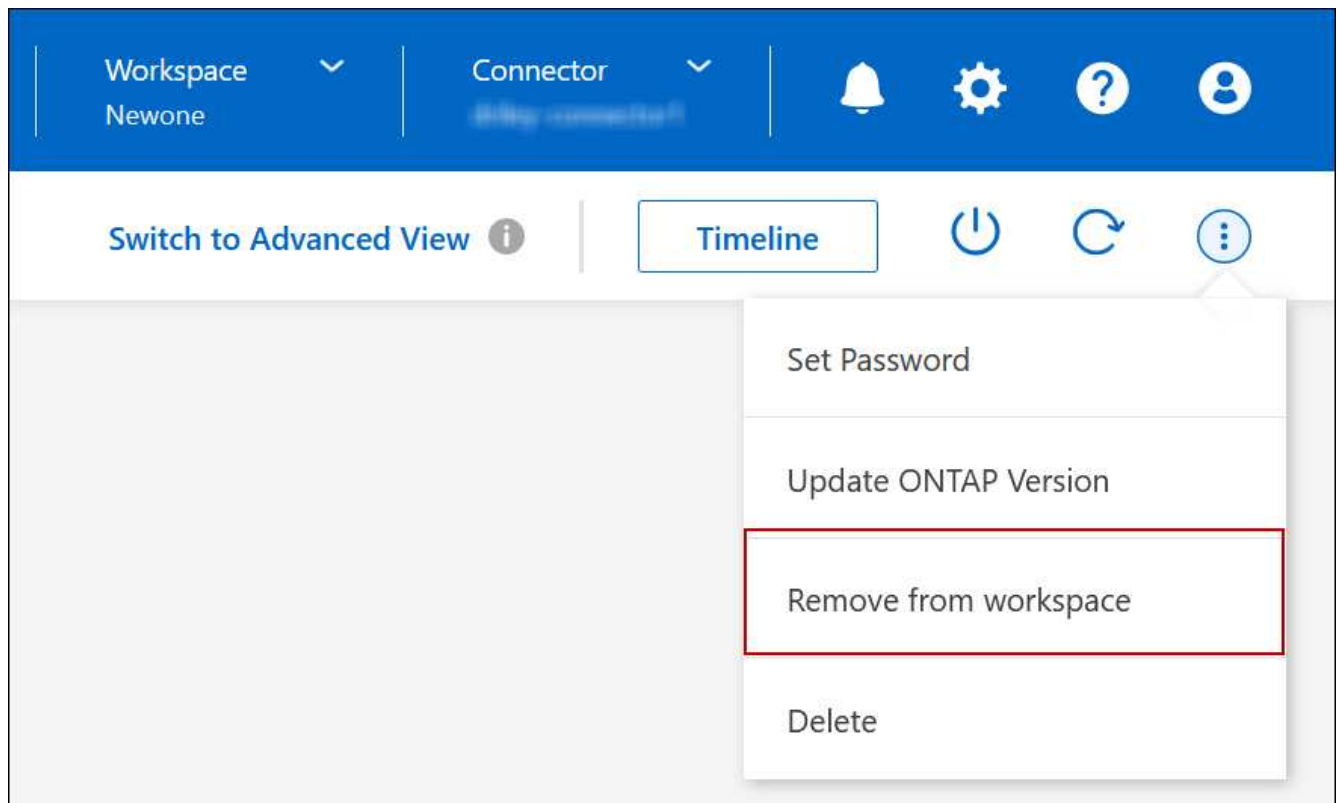 Workspace
Newone
Connector
Switch to Advanced View
Timeline
Set Password
Update ONTAP Version
Remove from workspace
Delete